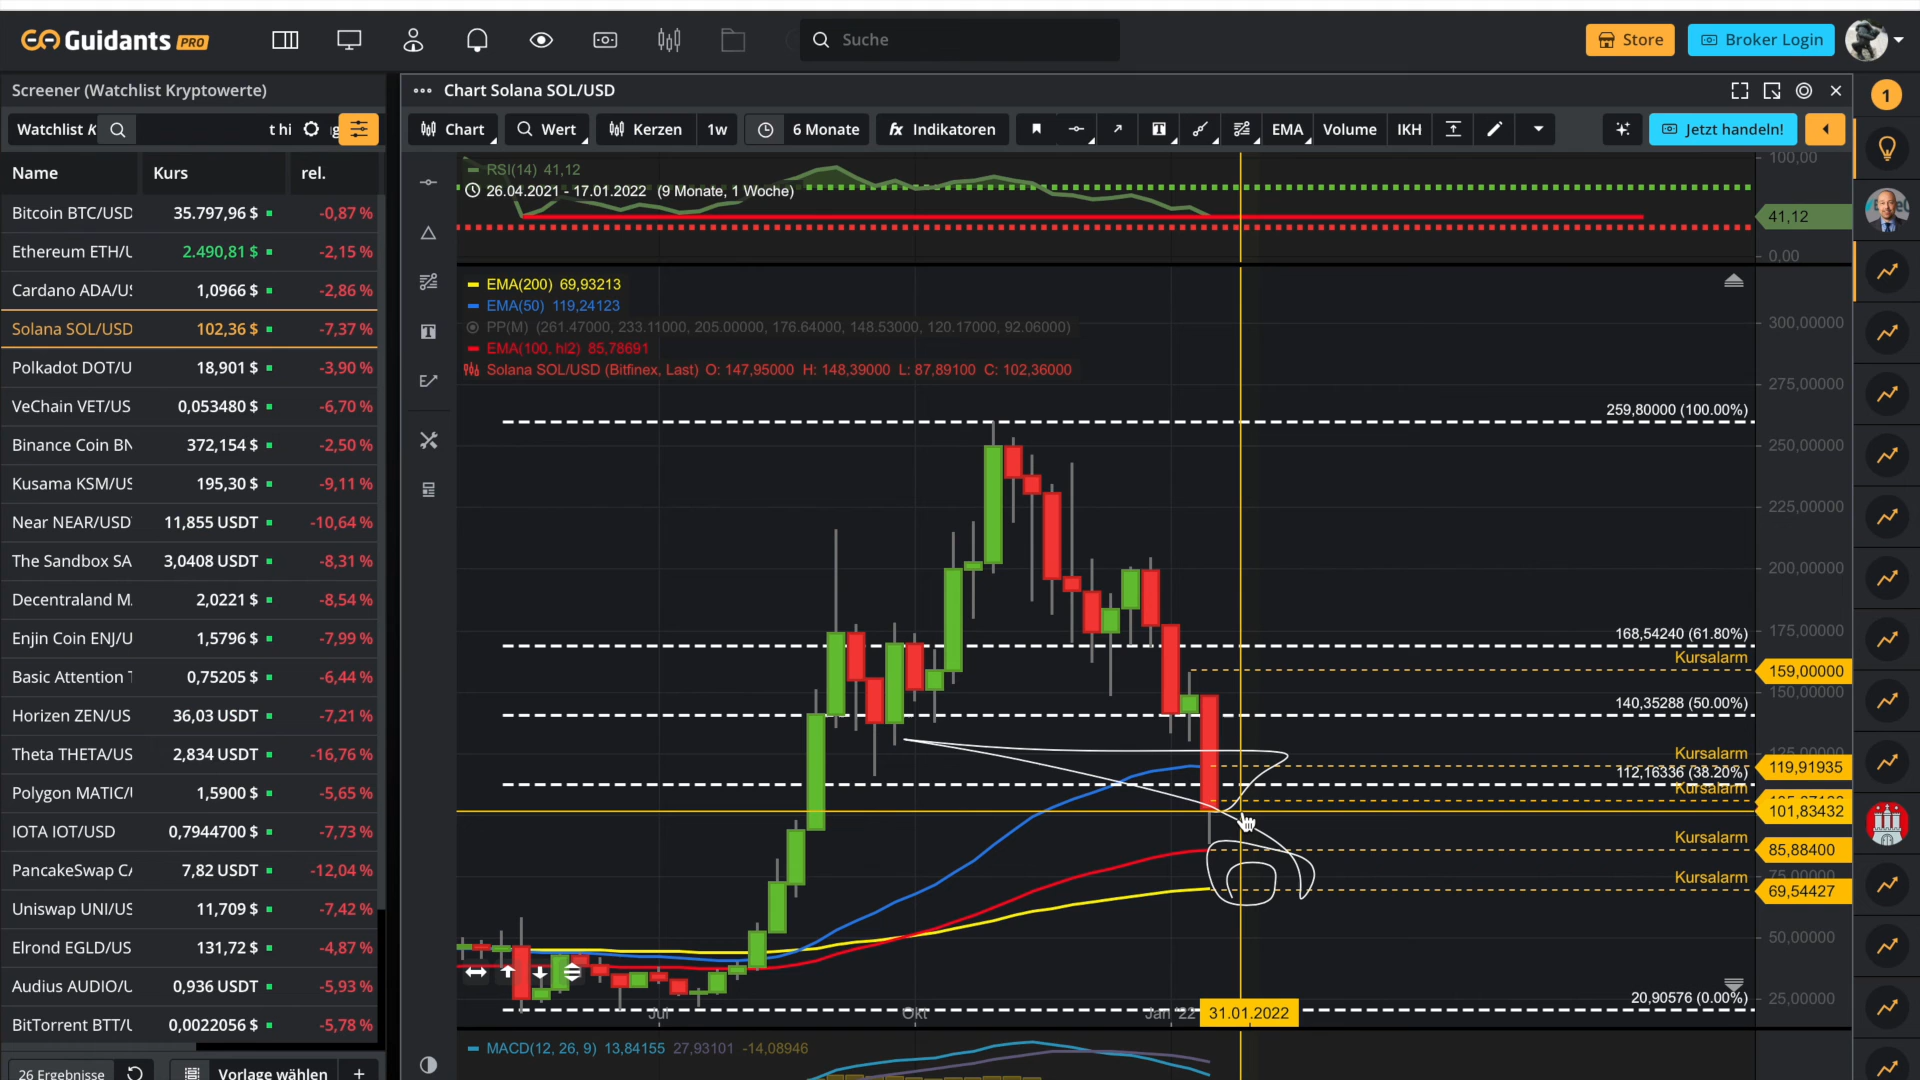 Guidants PRO
Suche
Store
Broker Login
Screener (Watchlist Kryptowerte)
Chart Solana SOL/USD
1
Watchlist K
t hi
Chart
Wert
Kerzen
1w
6 Monate
fx Indikatoren
EMA
Volume
IKH
Jetzt handeln!
Name Kurs rel.
Bitcoin BTC/USD 35.797,96 $ -0,87 %
Ethereum ETH/U 2.490,81 $ -2,15 %
Cardano ADA/US 1,0966 $ -2,86 %
Solana SOL/USD 102,36 $ -7,37 %
Polkadot DOT/U 18,901 $ -3,90 %
VeChain VET/US 0,053480 $ -6,70 %
Binance Coin BN 372,154 $ -2,50 %
Kusama KSM/US 195,30 $ -9,11 %
Near NEAR/USD 11,855 USDT -10,64 %
The Sandbox SA 3,0408 USDT -8,31 %
Decentraland M. 2,0221 $ -8,54 %
Enjin Coin ENJ/U 1,5796 $ -7,99 %
Basic Attention T 0,75205 $ -6,44 %
Horizen ZEN/US 36,03 USDT -7,21 %
Theta THETA/US 2,834 USDT -16,76 %
Polygon MATIC/U 1,5900 $ -5,65 %
IOTA IOT/USD 0,7944700 $ -7,73 %
PancakeSwap CA 7,82 USDT -12,04 %
Uniswap UNI/US 11,709 $ -7,42 %
Elrond EGLD/US 131,72 $ -4,87 %
Audius AUDIO/U 0,936 USDT -5,93 %
BitTorrent BTT/U 0,0022056 $ -5,78 %
26 Ergebnisse
Vorlage wählen +
RSI(14) 41,12
26.04.2021 - 17.01.2022 (9 Monate, 1 Woche)
100,00
41,12
0,00
EMA(200) 69,93213
EMA(50) 119,24123
PP(M) (261.47000, 233.11000, 205.00000, 176.64000, 148.53000, 120.17000, 92.06000)
EMA(100, hl2) 85,78691
Solana SOL/USD (Bitfinex, Last) O: 147,95000 H: 148,39000 L: 87,89100 C: 102,36000
300,00000
275,00000
259,80000 (100.00%)
250,00000
225,00000
200,00000
175,00000
168,54240 (61.80%)
Kursalarm
159,00000
150,00000
140,35288 (50.00%)
125,00000
Kursalarm
119,91935
112,16336 (38.20%)
Kursalarm
101,83432
Kursalarm
85,88400
75,00000
Kursalarm
69,54427
50,00000
20,90576 (0.00%)
25,00000
Jul
Okt
Jan '22
31.01.2022
MACD(12, 26, 9) 13,84155 27,93101 -14,08946